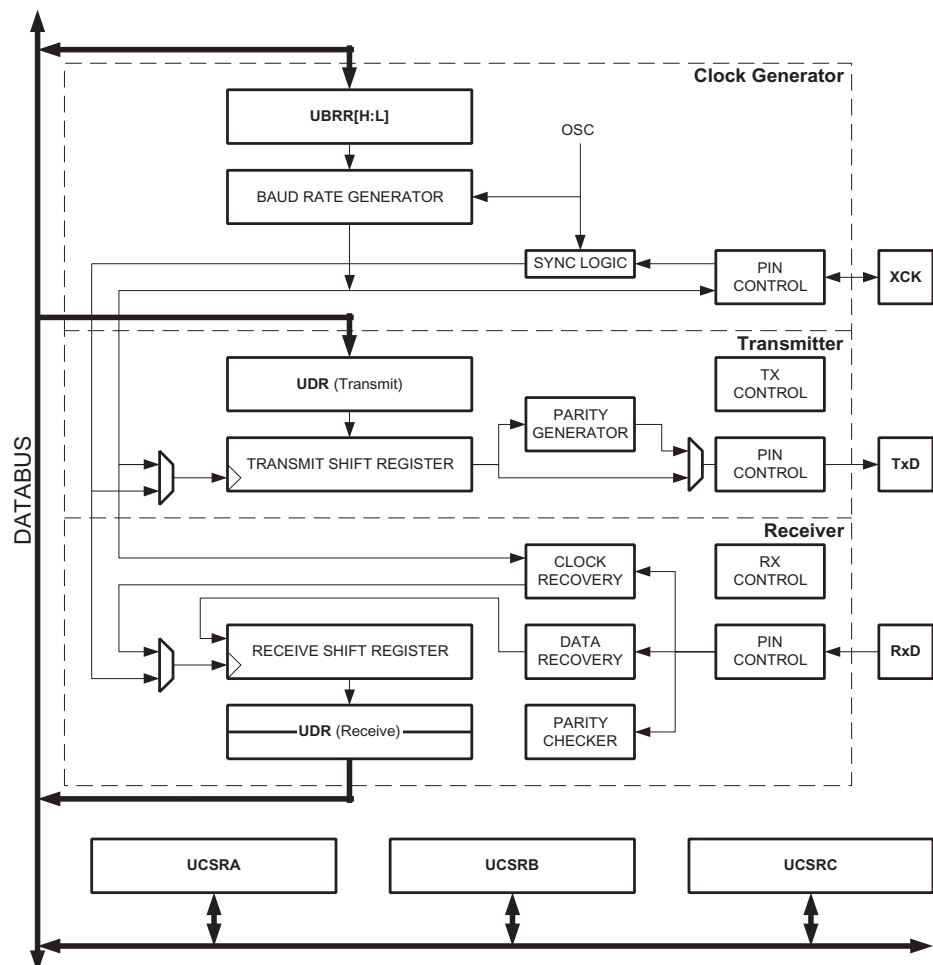 Clock Generator
UBRR[H:L]
OSC
BAUD RATE GENERATOR
SYNC LOGIC
PIN
CONTROL
XCK
Transmitter
UDR (Transmit)
TX
CONTROL
PARITY
GENERATOR
TRANSMIT SHIFT REGISTER
PIN
CONTROL
TxD
DATABUS
Receiver
CLOCK
RECOVERY
RX
CONTROL
RECEIVE SHIFT REGISTER
DATA
RECOVERY
PIN
CONTROL
RxD
UDR (Receive)
PARITY
CHECKER
UCSRA
UCSRB
UCSRC